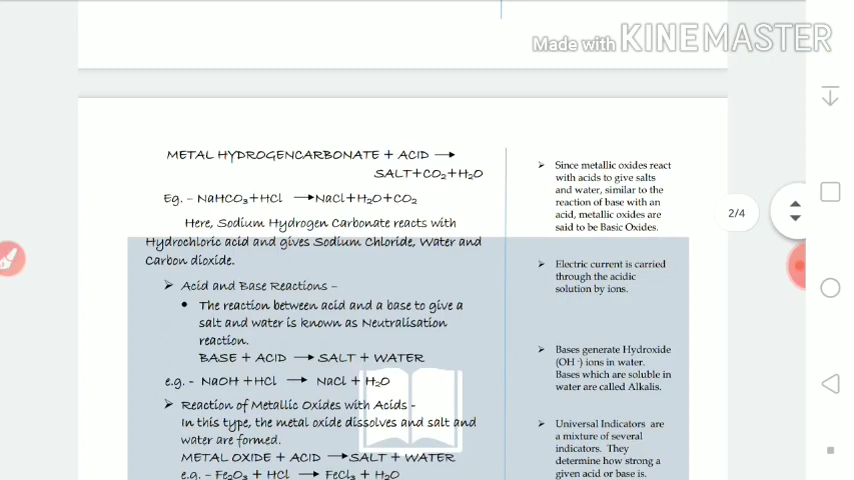 Made with KINEMASTER
METAL HYDROGENCARBONATE + ACID →
SALT+CO₂+H₂O
Eg. – NaHCO₃+HCl →NaCl+H₂O+CO₂
Here, Sodium Hydrogen Carbonate reacts with
Hydrochloric acid and gives Sodium Chloride, Water and
Carbon dioxide.
➢ Acid and Base Reactions –
• The reaction between acid and a base to give a
salt and water is known as Neutralisation
reaction.
BASE + ACID → SALT + WATER
e.g. – NaOH +HCl → NaCl + H₂O
➢ Reaction of Metallic Oxides with Acids –
In this type, the metal oxide dissolves and salt and
water are formed.
METAL OXIDE + ACID →SALT + WATER
e.g. – Fe₂O₃ + HCl → FeCl₃ + H₂O
➢ Since metallic oxides react
with acids to give salts
and water, similar to the
reaction of base with an
acid, metallic oxides are
said to be Basic Oxides.
➢ Electric current is carried
through the acidic
solution by ions.
➢ Bases generate Hydroxide
(OH -) ions in water.
Bases which are soluble in
water are called Alkalis.
➢ Universal Indicators are
a mixture of several
indicators. They
determine how strong a
given acid or base is.
2/4